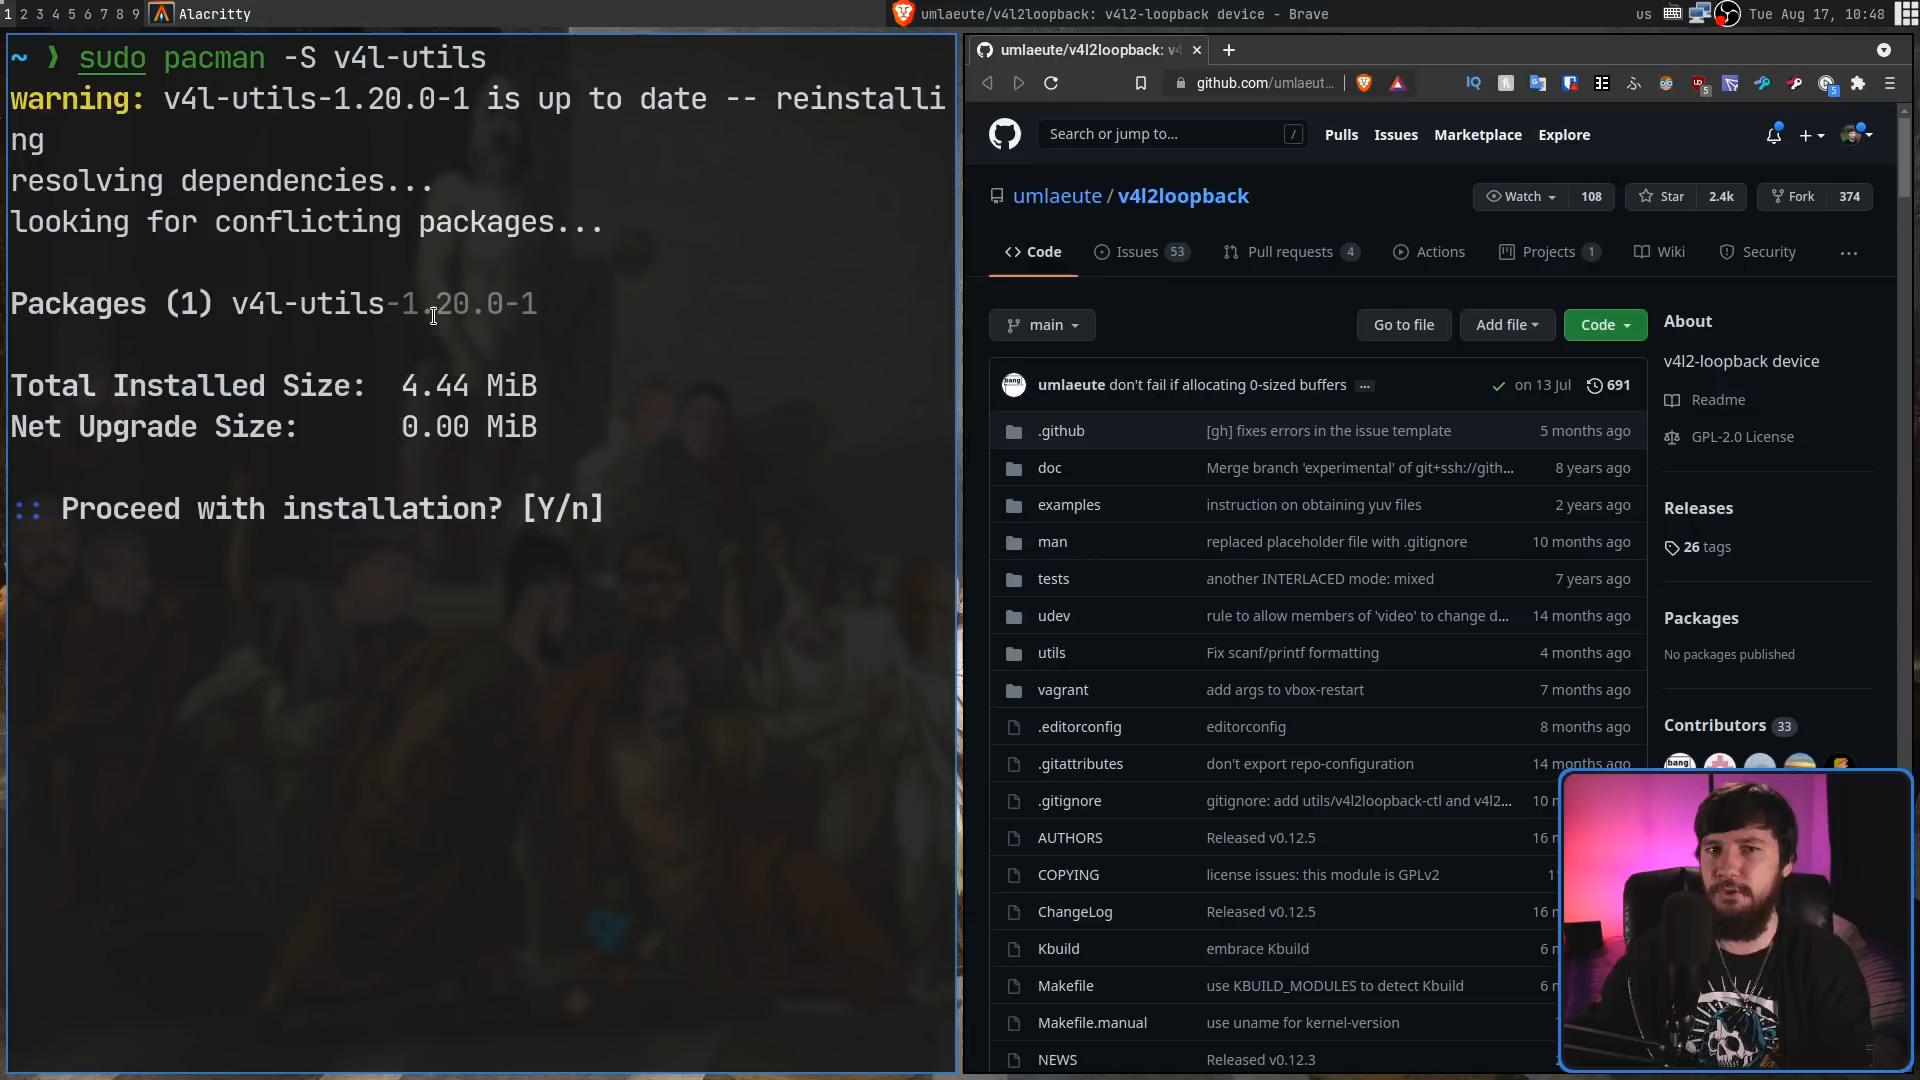 1 2 3 4 5 6 7 8 9 Alacritty
umlaeute/v4l2loopback: v4l2-loopback device - Brave
us Tue Aug 17, 10:48
~ ❯ sudo pacman -S v4l-utils
warning: v4l-utils-1.20.0-1 is up to date -- reinstalli
ng
resolving dependencies...
looking for conflicting packages...
Packages (1) v4l-utils-1.20.0-1
Total Installed Size: 4.44 MiB
Net Upgrade Size: 0.00 MiB
:: Proceed with installation? [Y/n]
umlaeute/v4l2loopback: v4
github.com/umlaeut...
5
5
Search or jump to... /
Pulls Issues Marketplace Explore
umlaeute / v4l2loopback
Watch 108 Star 2.4k Fork 374
Code Issues 53 Pull requests 4 Actions Projects 1 Wiki Security ...
main Go to file Add file Code
umlaeute don't fail if allocating 0-sized buffers ... on 13 Jul 691
.github [gh] fixes errors in the issue template 5 months ago
doc Merge branch 'experimental' of git+ssh://gith... 8 years ago
examples instruction on obtaining yuv files 2 years ago
man replaced placeholder file with .gitignore 10 months ago
tests another INTERLACED mode: mixed 7 years ago
udev rule to allow members of 'video' to change d... 14 months ago
utils Fix scanf/printf formatting 4 months ago
vagrant add args to vbox-restart 7 months ago
.editorconfig editorconfig 8 months ago
.gitattributes don't export repo-configuration 14 months ago
.gitignore gitignore: add utils/v4l2loopback-ctl and v4l2... 10 m
AUTHORS Released v0.12.5 16 m
COPYING license issues: this module is GPLv2 1
ChangeLog Released v0.12.5 16 m
Kbuild embrace Kbuild 6 m
Makefile use KBUILD_MODULES to detect Kbuild 6 m
Makefile.manual use uname for kernel-version
NEWS Released v0.12.3
About
v4l2-loopback device
Readme
GPL-2.0 License
Releases
26 tags
Packages
No packages published
Contributors 33
bang!